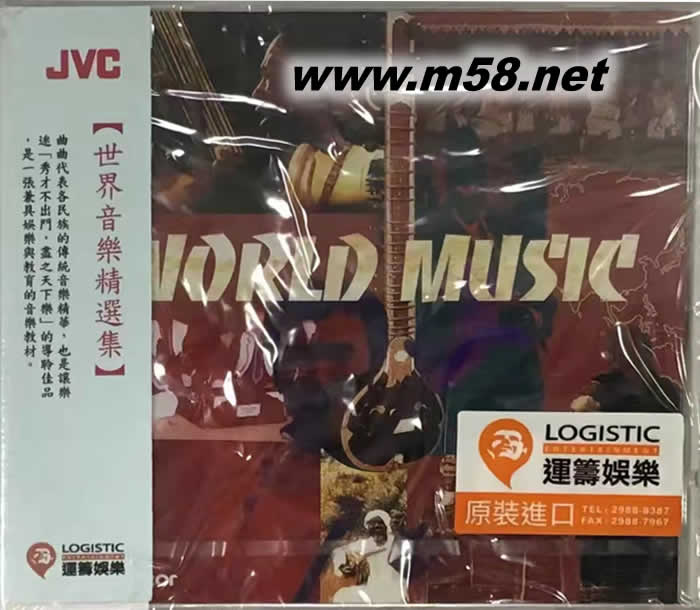 JVC
【世界音樂精選集】
曲曲代表各民族的傳統音樂精華，也是讓樂
迷「秀才不出門，盡之天下樂」的導聆佳品
，是一張兼具娛樂與教育的音樂教材。
LOGISTIC
ENTERTAINMENT
運籌娛樂
www.m58.net
WORLD MUSIC
LOGISTIC
ENTERTAINMENT
運籌娛樂
原裝進口
TEL：2988-8387
FAX：2988-7967